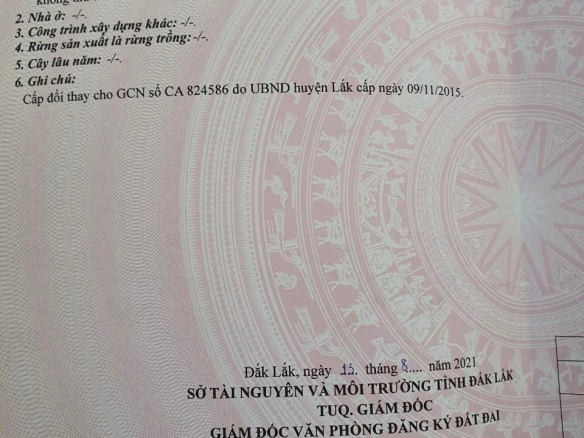 2. Nhà ở: -/-.
3. Công trình xây dựng khác: -/-.
4. Rừng sản xuất là rừng trồng: -/-.
5. Cây lâu năm: -/-.
6. Ghi chú:
Cấp đổi thay cho GCN số CA 824586 do UBND huyện Lắk cấp ngày 09/11/2015.
Đắk Lắk, ngày 15. tháng 8.... năm 2021
SỞ TÀI NGUYÊN VÀ MÔI TRƯỜNG TỈNH ĐẮK LẮK
TUQ. GIÁM ĐỐC
GIÁM ĐỐC VĂN PHÒNG ĐĂNG KÝ ĐẤT ĐAI